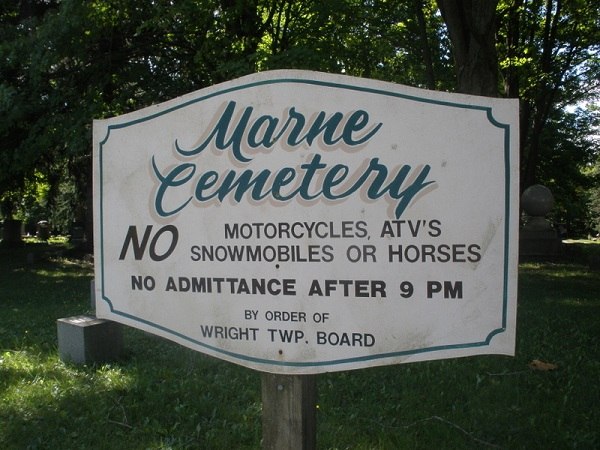 Marne
Cemetery
NO MOTORCYCLES, ATV'S
SNOWMOBILES OR HORSES
NO ADMITTANCE AFTER 9 PM
BY ORDER OF
WRIGHT TWP. BOARD